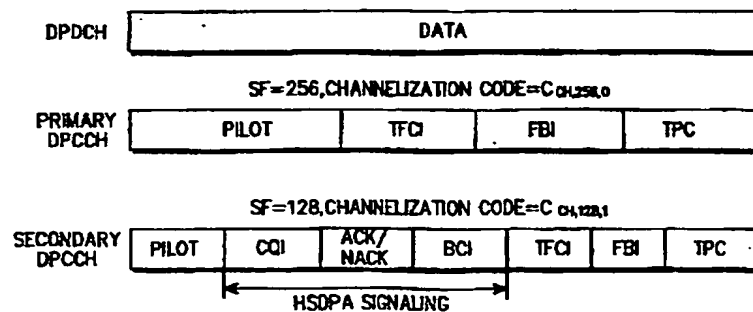 DPDCH DATA
SF=256,CHANNELIZATION CODE=C CH,256,0
PRIMARY DPCCH PILOT TFCI FBI TPC
SF=128,CHANNELIZATION CODE=C CH,128,1
SECONDARY DPCCH PILOT CQI ACK/NACK BCI TFCI FBI TPC
HSDPA SIGNALING